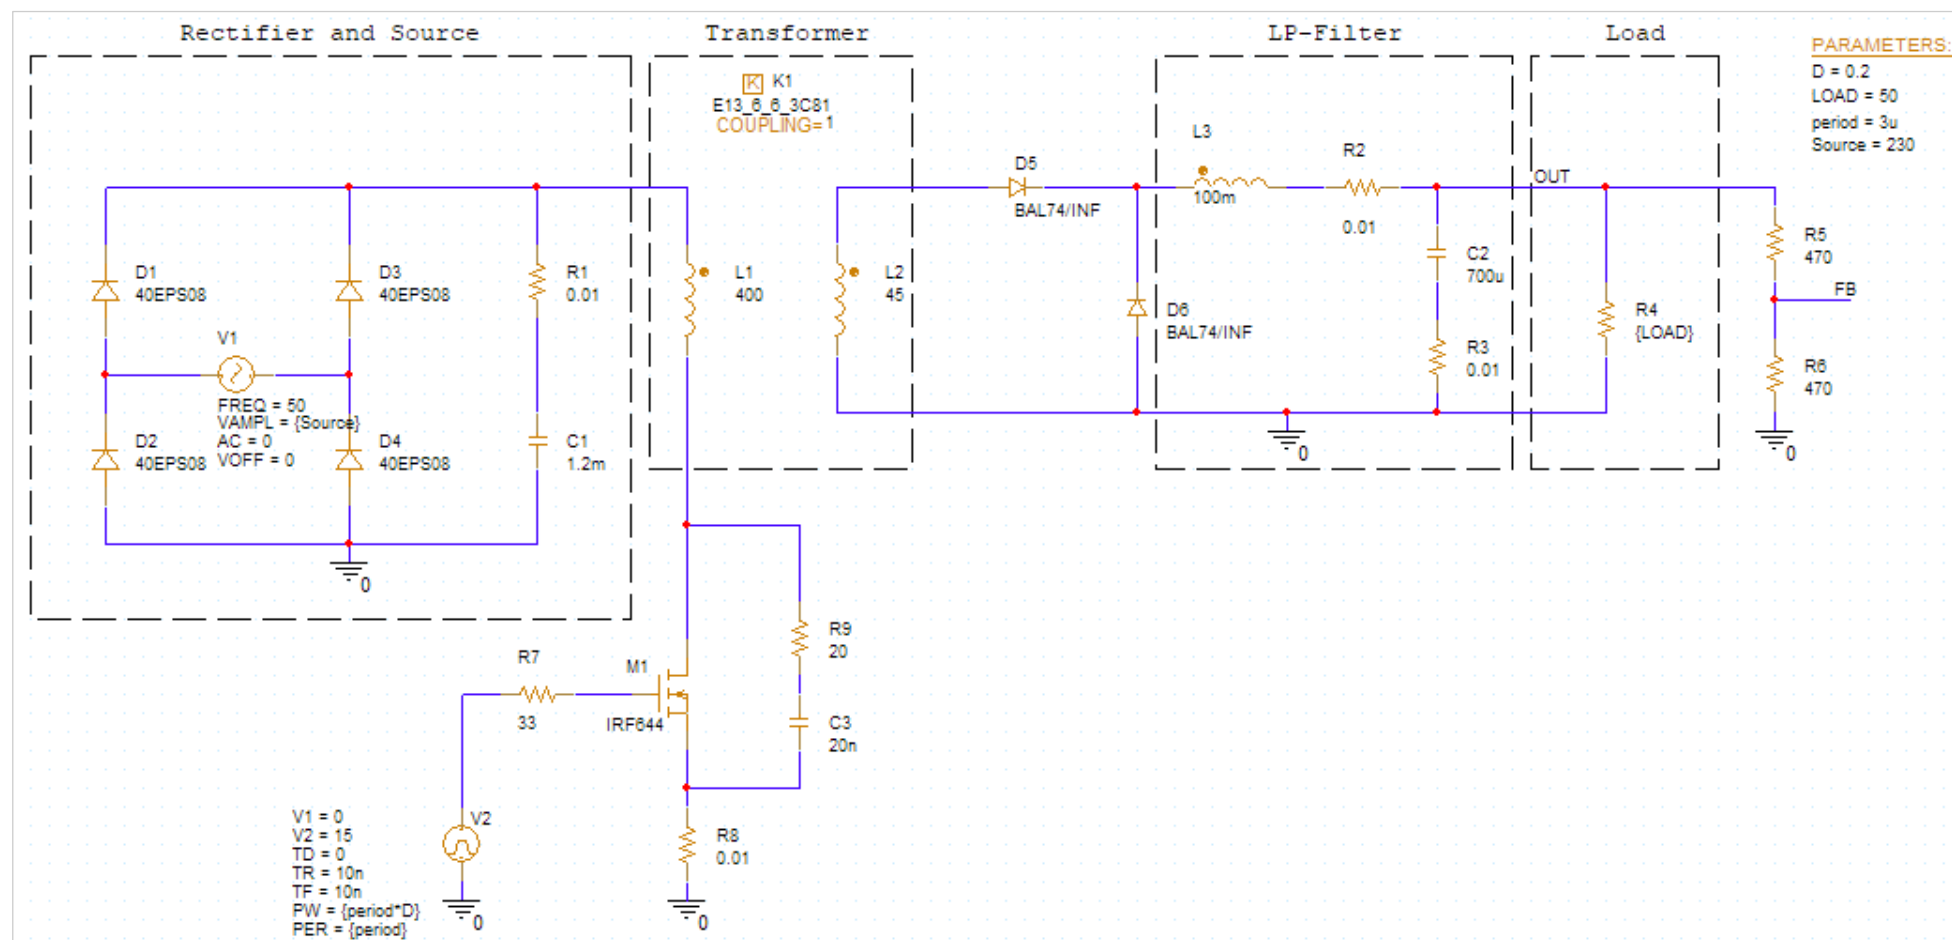 Rectifier and Source
Transformer
LP-Filter
Load
PARAMETERS:
D = 0.2
LOAD = 50
period = 3u
Source = 230
K K1
E13_6_6_3C81
COUPLING=1
D1
40EPS08
D3
40EPS08
R1
0.01
V1
FREQ = 50
VAMPL = {Source}
AC = 0
VOFF = 0
D2
40EPS08
D4
40EPS08
C1
1.2m
0
L1
400
L2
45
D5
BAL74/INF
D6
BAL74/INF
L3
100m
R2
0.01
C2
700u
R3
0.01
0
OUT
R4
{LOAD}
R5
470
FB
R6
470
0
R7
33
M1
IRF644
R9
20
C3
20n
R8
0.01
0
V2
V1 = 0
V2 = 15
TD = 0
TR = 10n
TF = 10n
PW = {period*D}
PER = {period}
0